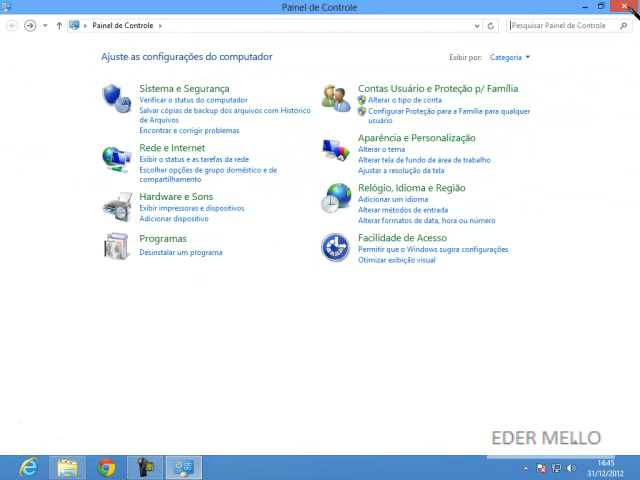 Painel de Controle
Painel de Controle
Pesquisar Painel de Controle
Ajuste as configurações do computador
Exibir por: Categoria
Sistema e Segurança
Verificar o status do computador
Salvar cópias de backup dos arquivos com Histórico
de Arquivos
Encontrar e corrigir problemas
Rede e Internet
Exibir o status e as tarefas da rede
Escolher opções de grupo doméstico e de
compartilhamento
Hardware e Sons
Exibir impressoras e dispositivos
Adicionar dispositivo
Programas
Desinstalar um programa
Contas Usuário e Proteção p/ Família
Alterar o tipo de conta
Configurar Proteção para a Família para qualquer
usuário
Aparência e Personalização
Alterar o tema
Alterar tela de fundo da área de trabalho
Ajustar a resolução da tela
Relógio, Idioma e Região
Adicionar um idioma
Alterar métodos de entrada
Alterar formatos de data, hora ou número
Facilidade de Acesso
Permitir que o Windows sugira configurações
Otimizar exibição visual
EDER MELLO
14:45
31/12/2012